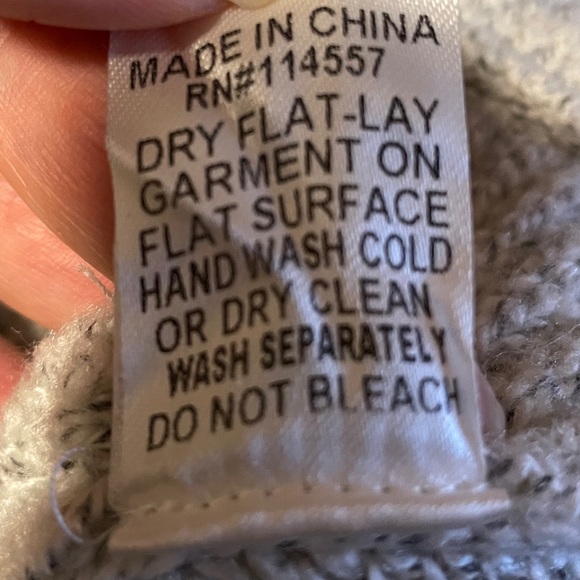 MADE IN CHINA
RN#114557
DRY FLAT-LAY
GARMENT ON
FLAT SURFACE
HAND WASH COLD
OR DRY CLEAN
WASH SEPARATELY
DO NOT BLEACH